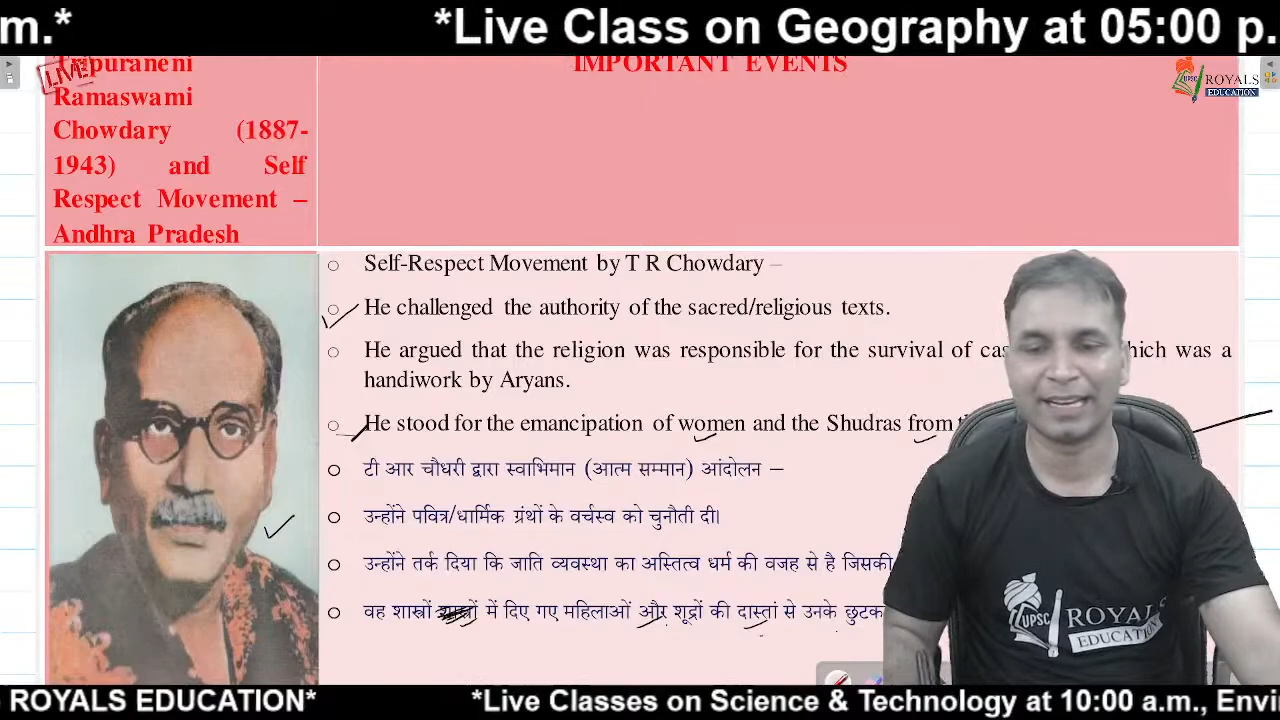 m.* *Live Class on Geography at 05:00 p.
Tripuraneni
Ramaswami
Chowdary (1887-
1943) and Self
Respect Movement –
Andhra Pradesh
IMPORTANT EVENTS
LIVE
UPSC ROYALS
EDUCATION
Self-Respect Movement by T R Chowdary –
He challenged the authority of the sacred/religious texts.
He argued that the religion was responsible for the survival of which was a
handiwork by Aryans.
He stood for the emancipation of women and the Shudras from
टी आर चौधरी द्वारा स्वाभिमान (आत्म सम्मान) आंदोलन –
उन्होंने पवित्र/धार्मिक ग्रंथों के वर्चस्व को चुनौती दी।
उन्होंने तर्क दिया कि जाति व्यवस्था का अस्तित्व धर्म की वजह से है जिसकी
वह शास्त्रों में दिए गए महिलाओं और शूद्रों की दास्तां से उनके
UPSC ROYALS
EDUCATION
ROYALS EDUCATION* *Live Classes on Science & Technology at 10:00 a.m., Envi